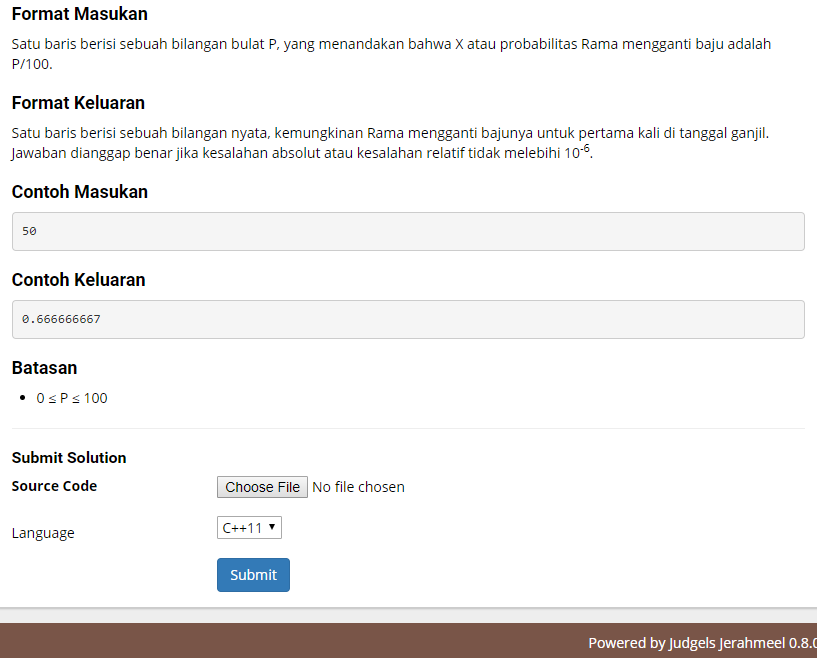 Format Masukan
Satu baris berisi sebuah bilangan bulat P, yang menandakan bahwa X atau probabilitas Rama mengganti baju adalah
P/100.
Format Keluaran
Satu baris berisi sebuah bilangan nyata, kemungkinan Rama mengganti bajunya untuk pertama kali di tanggal ganjil.
Jawaban dianggap benar jika kesalahan absolut atau kesalahan relatif tidak melebihi 10⁻⁶.
Contoh Masukan
50
Contoh Keluaran
0.666666667
Batasan
• 0 ≤ P ≤ 100
Submit Solution
Source Code Choose File No file chosen
Language C++11 ▼
Submit
Powered by Judgels Jerahmeel 0.8.0